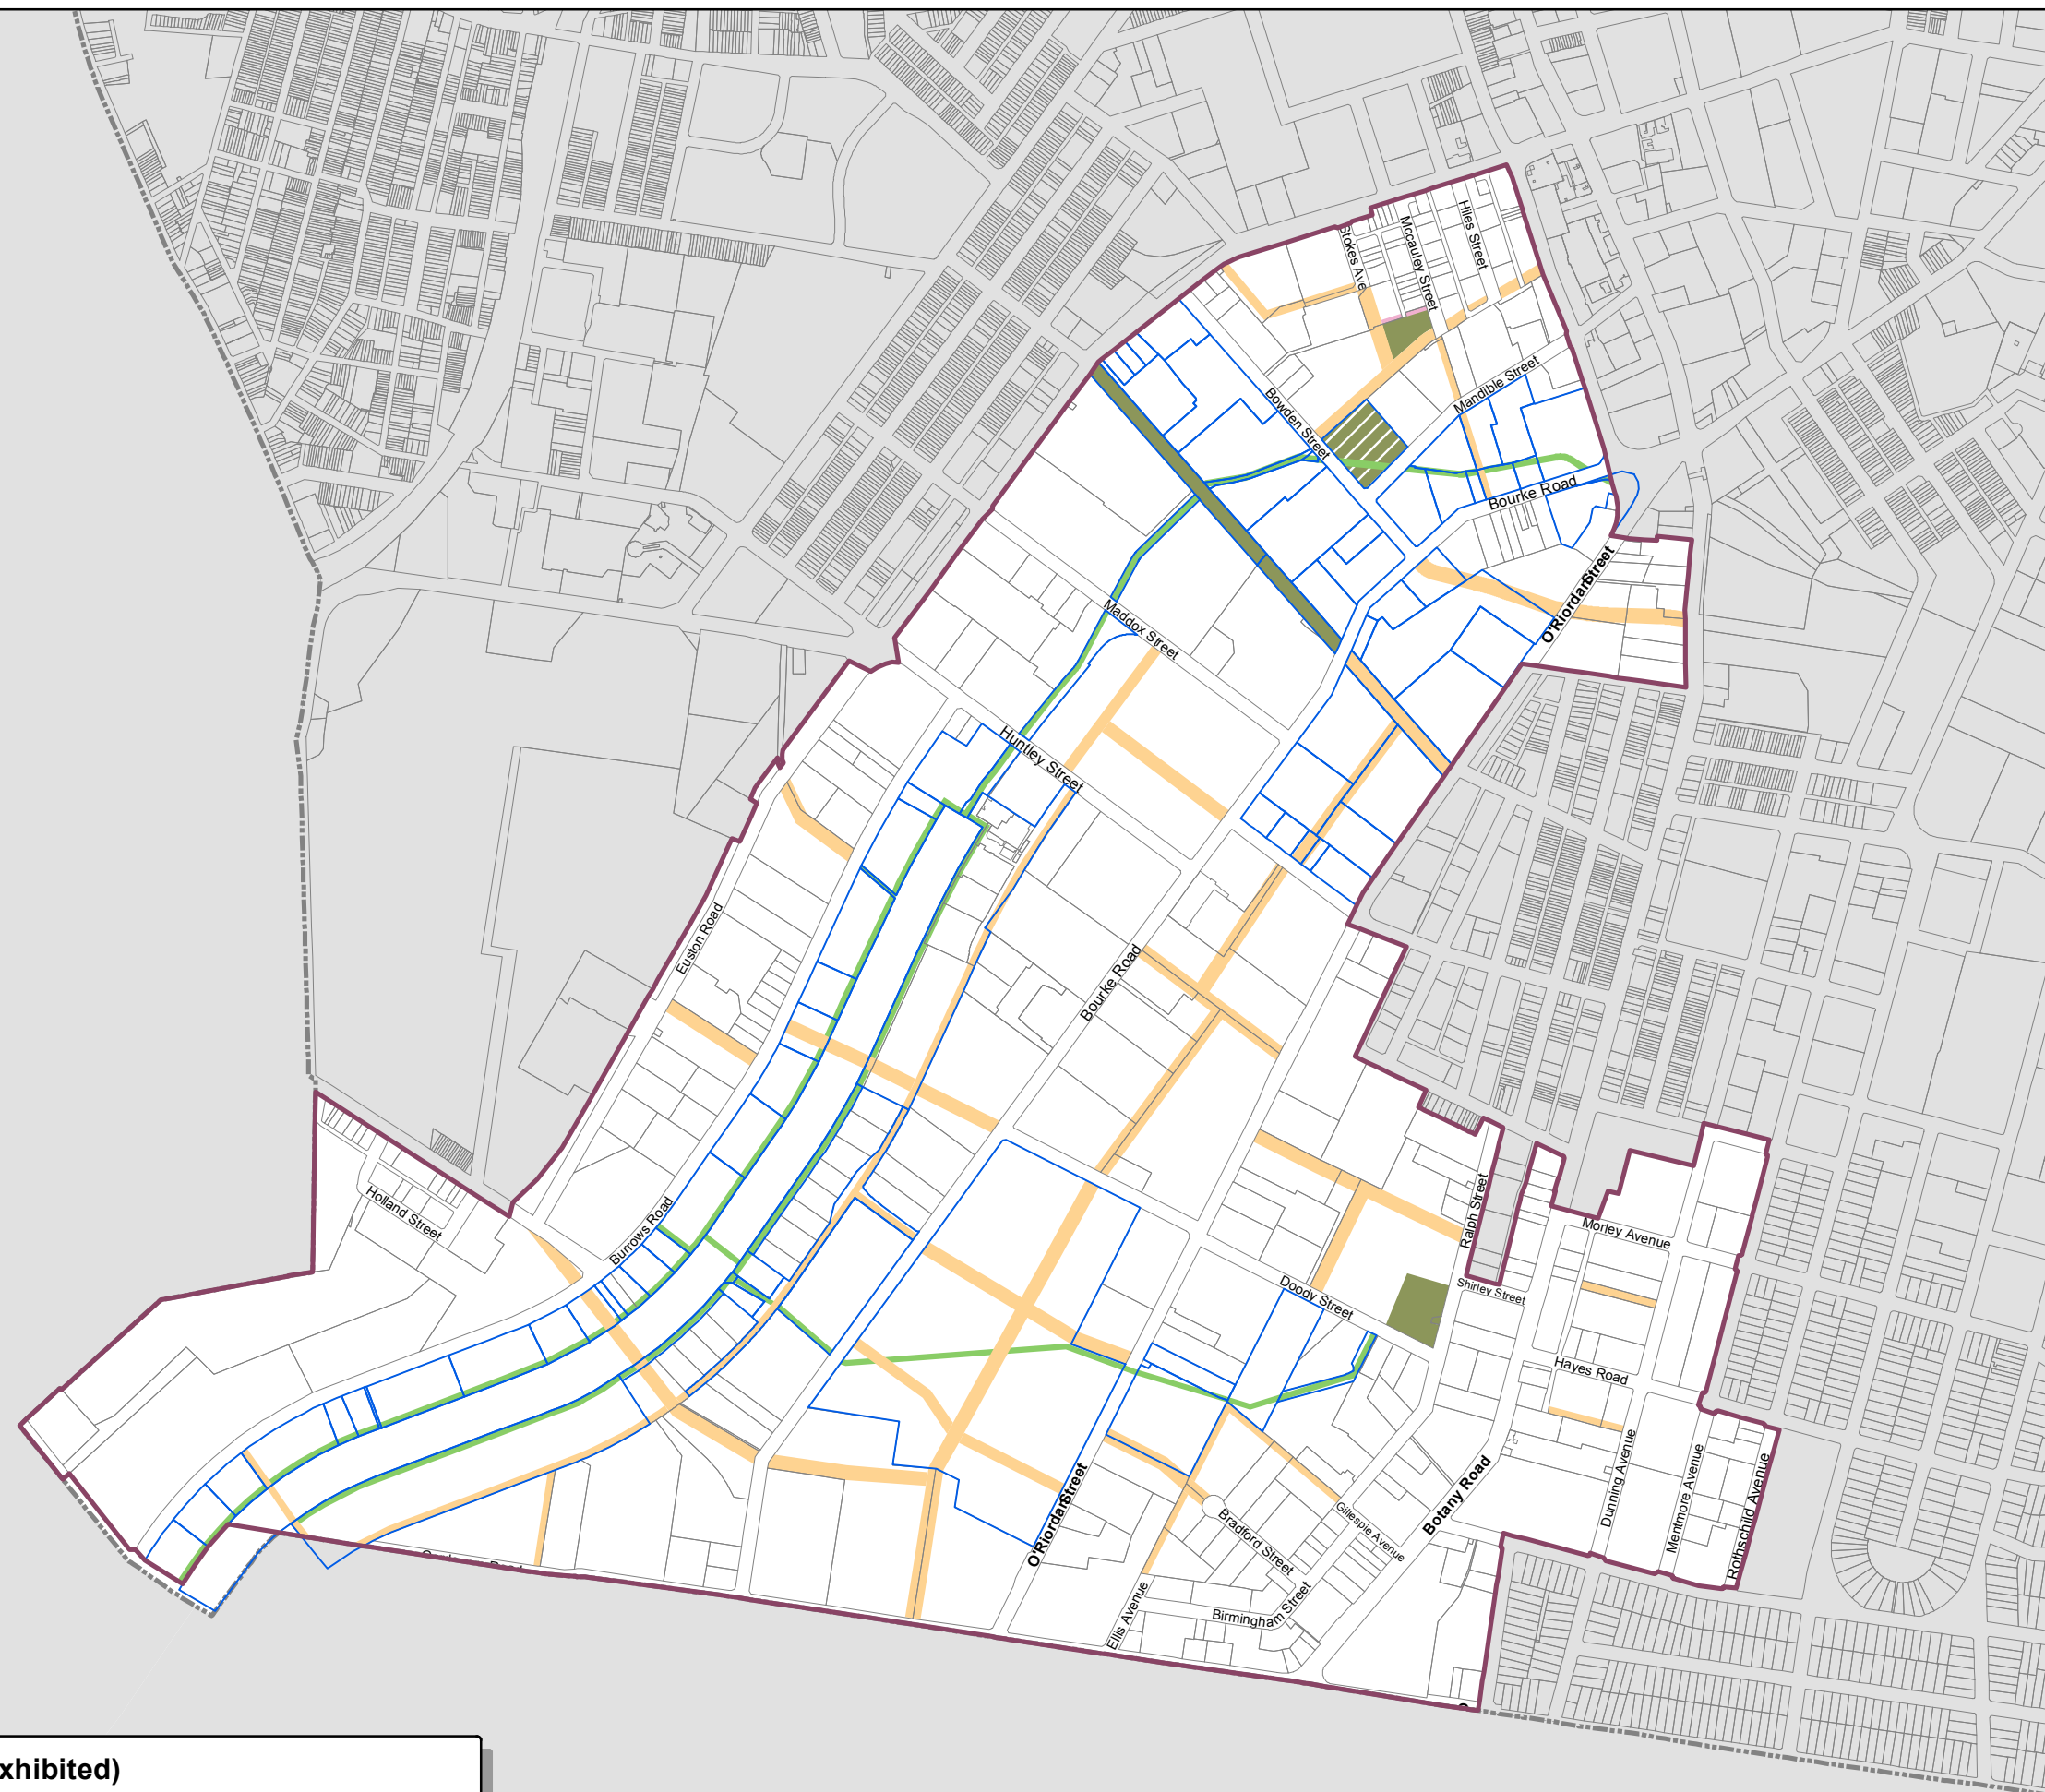 Stokes Ave
Mccauley Street
Hiles Street
Mandible Street
Bowden Street
Bourke Road
O'Riordan Street
Maddox Street
Huntley Street
Euston Road
Bourke Road
Holland Street
Burrows Road
Ralph Street
Morley Avenue
Shirley Street
Doody Street
Hayes Road
Dunning Avenue
Mentmore Avenue
Rothschild Avenue
Botany Road
O'Riordan Street
Gillespie Avenue
Bradford Street
Birmingham Street
Ellis Avenue
xhibited)